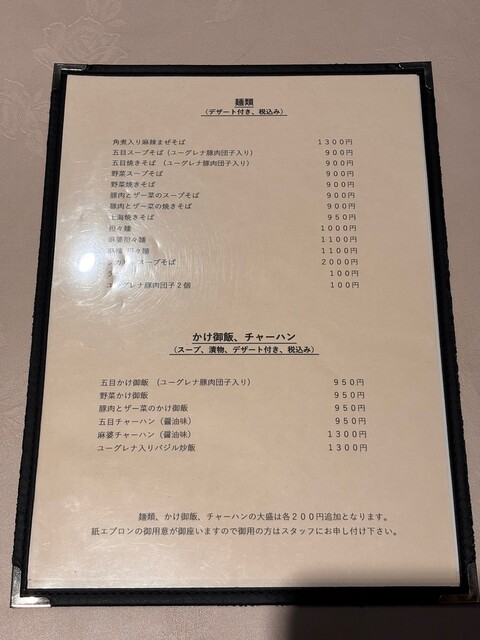 麺類
（デザート付き、税込み）
角煮入り麻辣まぜそば 1300円
五目スープそば（ユーグレナ豚肉団子入り） 900円
五目焼きそば （ユーグレナ豚肉団子入り） 900円
野菜スープそば 900円
野菜焼きそば 900円
豚肉とザー菜のスープそば 900円
豚肉とザー菜の焼きそば 900円
上海焼きそば 950円
担々麺 1000円
麻婆担々麺 1100円
担々麺 1100円
スープそば 2000円
100円
ユーグレナ豚肉団子２個 100円
かけ御飯、チャーハン
（スープ、漬物、デザート付き、税込み）
五目かけ御飯 （ユーグレナ豚肉団子入り） 950円
野菜かけ御飯 950円
豚肉とザー菜のかけ御飯 950円
五目チャーハン（醤油味） 950円
麻婆チャーハン（醤油味） 1300円
ユーグレナ入りバジル炒飯 1300円
麺類、かけ御飯、チャーハンの大盛は各２００円追加となります。
紙エプロンの御用意が御座いますので御用の方はスタッフにお申し付け下さい。